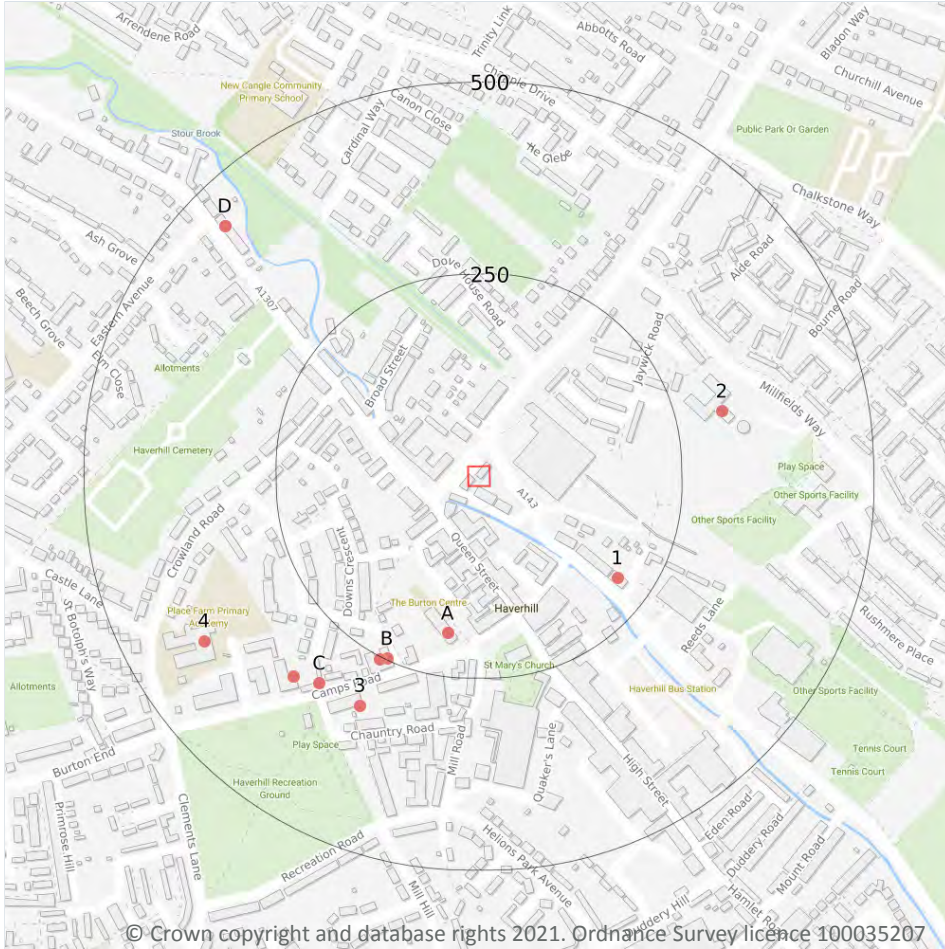 Arrendene Road
Trinity Link
Abbotts Road
Bladon Way
Chapple Drive
500
Churchill Avenue
New Cangle Community
Primary School
Canon Close
Cardinal Way
Stour Brook
The Glebe
Public Park Or Garden
Chalkstone Way
D
Ash Grove
Alde Road
Dove House Road
250
Eastern Avenue
A1307
Beech Grove
Bourne Road
Elm Close
Allotments
Broad Street
Jaywick Road
2
Millfields Way
Haverhill Cemetery
Play Space
Other Sports Facility
A143
Other Sports Facility
Crowland Road
Queen Street
Downs Crescent
1
Castle Lane
St Botolph's Way
Place Farm Primary
Academy
The Burton Centre
Haverhill
A
Reeds Lane
Rushmere Place
4
B
C
St Mary's Church
Camps Road
Allotments
3
Haverhill Bus Station
Other Sports Facility
Chauntry Road
Play Space
Mill Road
Quaker's Lane
Tennis Court
Burton End
High Street
Tennis Court
Haverhill Recreation
Ground
Primrose Hill
Clements Lane
Eden Road
Duddery Road
Mount Road
Recreation Road
Helions Park Avenue
Mill Hill
Hamlet Road
Duddery Hill
© Crown copyright and database rights 2021. Ordnance Survey licence 100035207